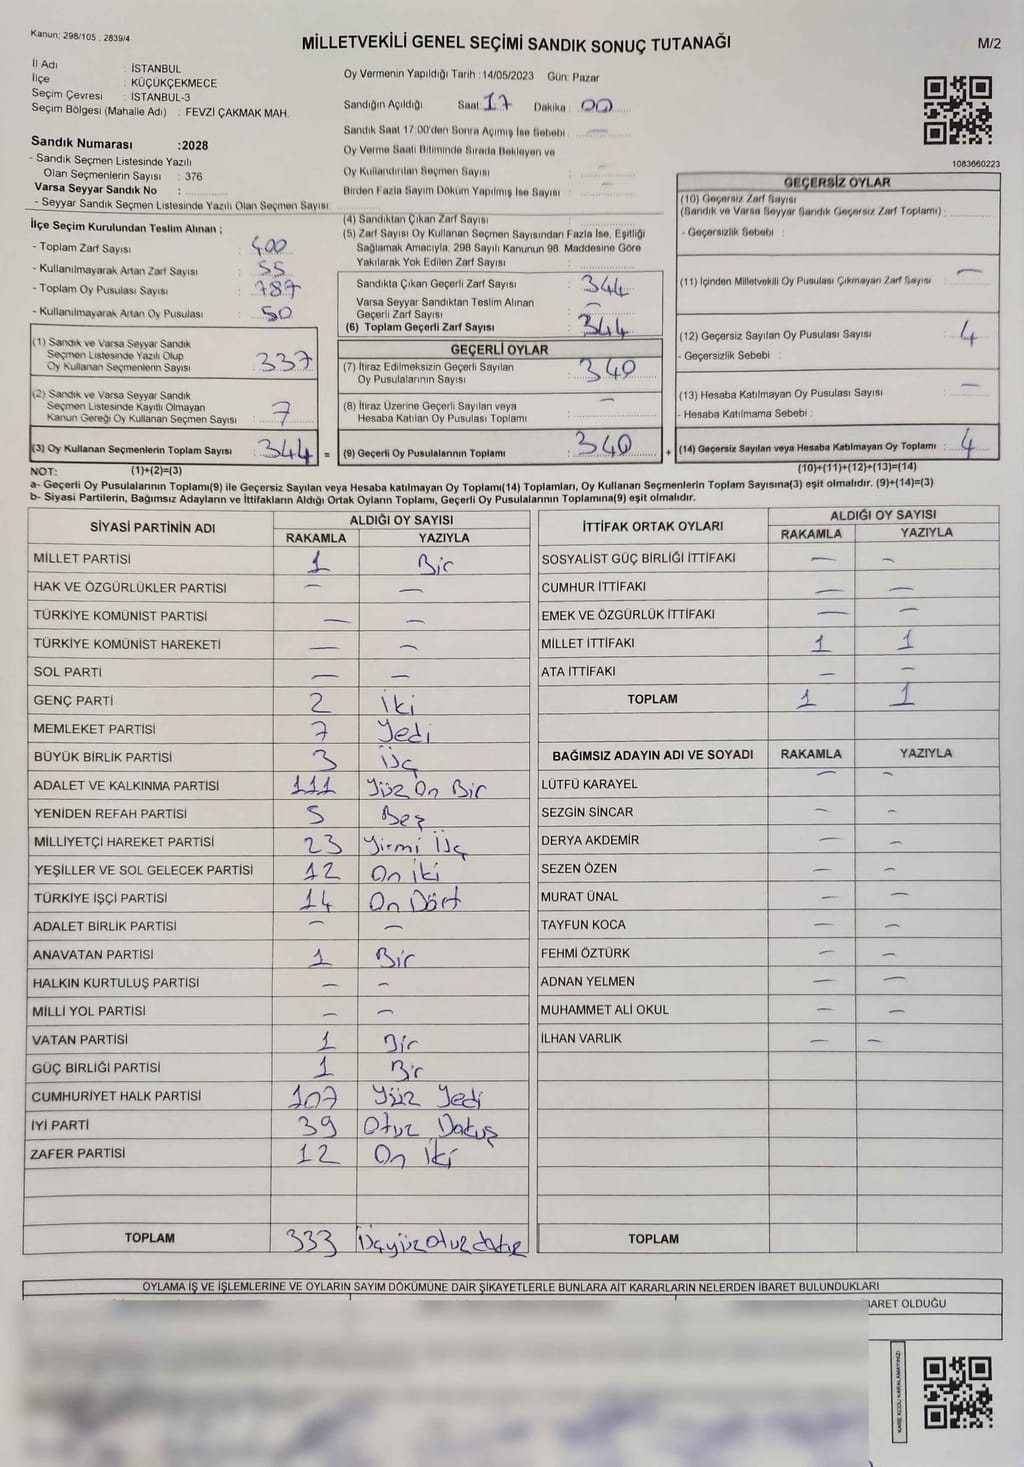 Kanun: 298/105 , 2839/4
MİLLETVEKİLİ GENEL SEÇİMİ SANDIK SONUÇ TUTANAĞI
M/2
İl Adı : İSTANBUL
İlçe : KÜÇÜKÇEKMECE
Seçim Çevresi : İSTANBUL-3
Seçim Bölgesi (Mahalle Adı) : FEVZİ ÇAKMAK MAH.
Oy Vermenin Yapıldığı Tarih :14/05/2023 Gün: Pazar
Sandığın Açıldığı Saat 17 Dakika 00
Sandık Saat 17:00'den Sonra Açımış İse Sebebi : —
Oy Verme Saati Bitiminde Sırada Bekleyen ve
Oy Kullandırılan Seçmen Sayısı : —
Birden Fazla Sayım Döküm Yapılmış İse Sayısı : —
1083660223
Sandık Numarası :2028
- Sandık Seçmen Listesinde Yazılı
Olan Seçmenlerin Sayısı : 376
Varsa Seyyar Sandık No :
- Seyyar Sandık Seçmen Listesinde Yazılı Olan Seçmen Sayısı :
İlçe Seçim Kurulundan Teslim Alınan ;
- Toplam Zarf Sayısı : 400
- Kullanılmayarak Artan Zarf Sayısı : 55
- Toplam Oy Pusulası Sayısı : 787
- Kullanılmayarak Artan Oy Pusulası : 50
(1) Sandık ve Varsa Seyyar Sandık
Seçmen Listesinde Yazılı Olup
Oy Kullanan Seçmenlerin Sayısı : 337
(2) Sandık ve Varsa Seyyar Sandık
Seçmen Listesinde Kayıtlı Olmayan
Kanun Gereği Oy Kullanan Seçmen Sayısı : 7
(3) Oy Kullanan Seçmenlerin Toplam Sayısı : 344 =
(4) Sandıktan Çıkan Zarf Sayısı :
(5) Zarf Sayısı Oy Kullanan Seçmen Sayısından Fazla İse, Eşitliği
Sağlamak Amacıyla, 298 Sayılı Kanunun 98. Maddesine Göre
Yakılarak Yok Edilen Zarf Sayısı :
Sandıkta Çıkan Geçerli Zarf Sayısı : 344
Varsa Seyyar Sandıktan Teslim Alınan
Geçerli Zarf Sayısı : —
(6) Toplam Geçerli Zarf Sayısı : 344
GEÇERLİ OYLAR
(7) İtiraz Edilmeksizin Geçerli Sayılan
Oy Pusulalarının Sayısı : 340
(8) İtiraz Üzerine Geçerli Sayılan veya
Hesaba Katılan Oy Pusulası Toplamı : —
(9) Geçerli Oy Pusulalarının Toplamı : 340 +
GEÇERSİZ OYLAR
(10) Geçersiz Zarf Sayısı
(Sandık ve Varsa Seyyar Sandık Geçersiz Zarf Toplamı) :
- Geçersizlik Sebebi :
(11) İçinden Milletvekili Oy Pusulası Çıkmayan Zarf Sayısı : —
(12) Geçersiz Sayılan Oy Pusulası Sayısı : 4
- Geçersizlik Sebebi :
(13) Hesaba Katılmayan Oy Pusulası Sayısı : —
- Hesaba Katılmama Sebebi :
(14) Geçersiz Sayılan veya Hesaba Katılmayan Oy Toplamı : 4
NOT: (1)+(2)=(3) (10)+(11)+(12)+(13)=(14)
a- Geçerli Oy Pusulalarının Toplamı(9) ile Geçersiz Sayılan veya Hesaba katılmayan Oy Toplamı(14) Toplamları, Oy Kullanan Seçmenlerin Toplam Sayısına(3) eşit olmalıdır. (9)+(14)=(3)
b- Siyasi Partilerin, Bağımsız Adayların ve İttifakların Aldığı Ortak Oyların Toplamı, Geçerli Oy Pusulalarının Toplamına(9) eşit olmalıdır.
SİYASİ PARTİNİN ADI ALDIĞI OY SAYISI
RAKAMLA YAZIYLA
MİLLET PARTİSİ 1 Bir
HAK VE ÖZGÜRLÜKLER PARTİSİ — —
TÜRKİYE KOMÜNİST PARTİSİ — —
TÜRKİYE KOMÜNİST HAREKETİ — —
SOL PARTİ — —
GENÇ PARTİ 2 iki
MEMLEKET PARTİSİ 7 Yedi
BÜYÜK BİRLİK PARTİSİ 3 Üç
ADALET VE KALKINMA PARTİSİ 111 Yüz On Bir
YENİDEN REFAH PARTİSİ 5 Beş
MİLLİYETÇİ HAREKET PARTİSİ 23 Yirmi Üç
YEŞİLLER VE SOL GELECEK PARTİSİ 12 On iki
TÜRKİYE İŞÇİ PARTİSİ 14 On Dört
ADALET BİRLİK PARTİSİ — —
ANAVATAN PARTİSİ 1 Bir
HALKIN KURTULUŞ PARTİSİ — —
MİLLİ YOL PARTİSİ — —
VATAN PARTİSİ 1 Bir
GÜÇ BİRLİĞİ PARTİSİ 1 Bir
CUMHURİYET HALK PARTİSİ 107 Yüz Yedi
İYİ PARTİ 39 Otuz Dokuz
ZAFER PARTİSİ 12 On iki
TOPLAM 333
İTTİFAK ORTAK OYLARI ALDIĞI OY SAYISI
RAKAMLA YAZIYLA
SOSYALİST GÜÇ BİRLİĞİ İTTİFAKI — —
CUMHUR İTTİFAKI — —
EMEK VE ÖZGÜRLÜK İTTİFAKI — —
MİLLET İTTİFAKI 1 1
ATA İTTİFAKI — —
TOPLAM 1 1
BAĞIMSIZ ADAYIN ADI VE SOYADI RAKAMLA YAZIYLA
LÜTFÜ KARAYEL — —
SEZGİN SİNCAR — —
DERYA AKDEMİR — —
SEZEN ÖZEN — —
MURAT ÜNAL — —
TAYFUN KOCA — —
FEHMİ ÖZTÜRK — —
ADNAN YELMEN — —
MUHAMMET ALİ OKUL — —
İLHAN VARLIK — —
TOPLAM
OYLAMA İŞ VE İŞLEMLERİNE VE OYLARIN SAYIM DÖKÜMÜNE DAİR ŞİKAYETLERLE BUNLARA AİT KARARLARIN NELERDEN İBARET BULUNDUKLARI
BARET OLDUĞU
KARE KODU KARALAMAYINIZ!